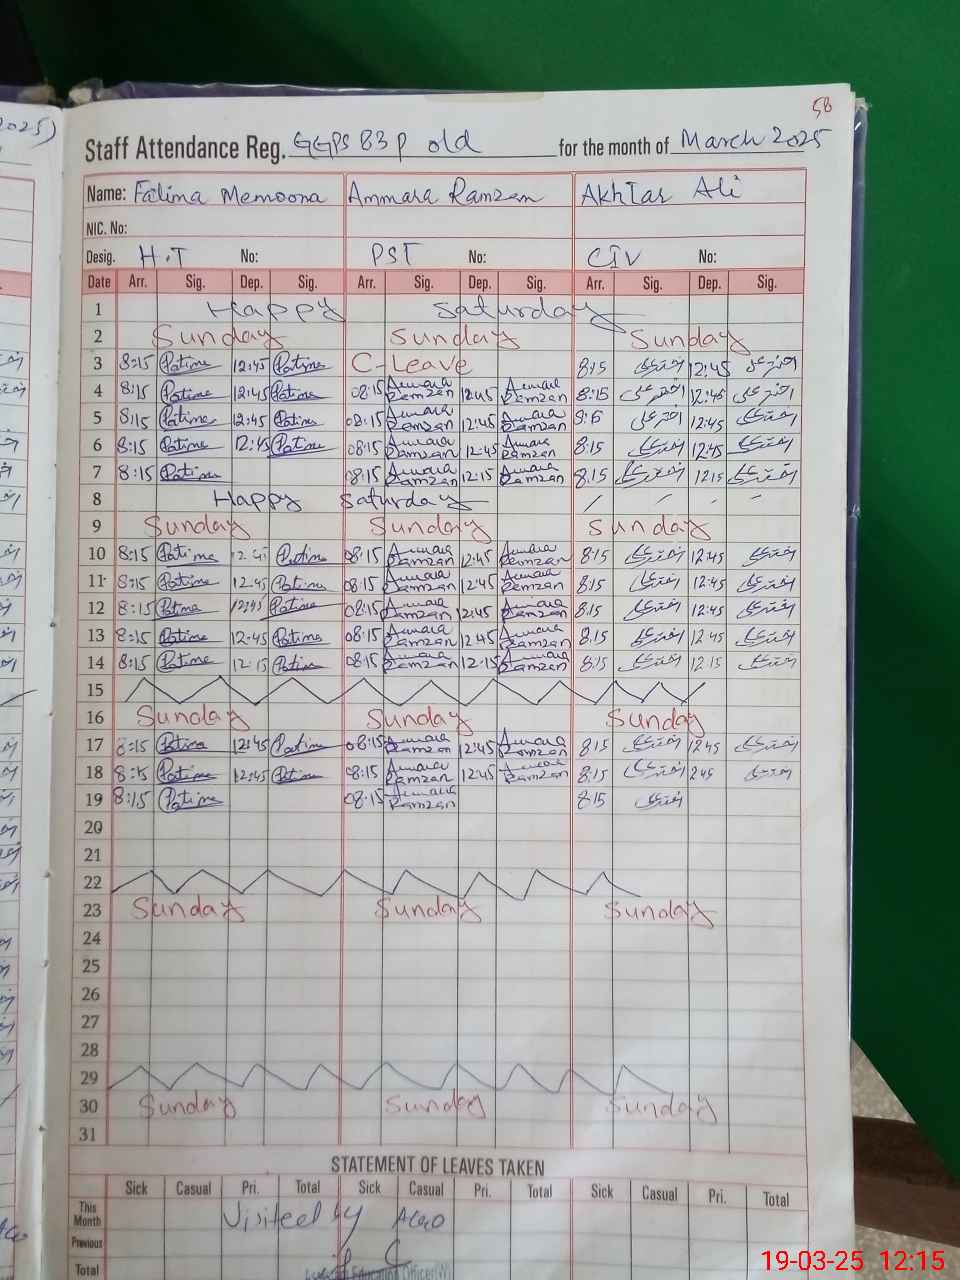 58
Staff Attendance Reg. GGPS 83 P old for the month of March 2025
Name: Fatima Memoona Ammara Ramzan Akhtar Ali
NIC. No:
Desig. H.T No: PST No: CIV No:
Date Arr. Sig. Dep. Sig. Arr. Sig. Dep. Sig. Arr. Sig. Dep. Sig.
1 Happy Saturday
2 Sunday Sunday Sunday
3 8:15 Fatima 12:45 Fatima C-Leave 8:15 اختر علی 12:45 اختر علی
4 8:15 Fatima 12:45 Fatima 08:15 Ammara Ramzan 12:45 Ammara Ramzan 8:15 اختر علی 12:45 اختر علی
5 8:15 Fatima 12:45 Fatima 08:15 Ammara Ramzan 12:45 Ammara Ramzan 8:15 اختر علی 12:45 اختر علی
6 8:15 Fatima 12:45 Fatima 08:15 Ammara Ramzan 12:45 Ammara Ramzan 8:15 اختر علی 12:45 اختر علی
7 8:15 Fatima 08:15 Ammara Ramzan 12:15 Ammara Ramzan 8:15 اختر علی 12:15 اختر علی
8 Happy Saturday
9 Sunday Sunday Sunday
10 8:15 Fatima 12:45 Fatima 08:15 Ammara Ramzan 12:45 Ammara Ramzan 8:15 اختر علی 12:45 اختر علی
11 8:15 Fatima 12:45 Fatima 08:15 Ammara Ramzan 12:45 Ammara Ramzan 8:15 اختر علی 12:45 اختر علی
12 8:15 Fatima 12:45 Fatima 08:15 Ammara Ramzan 12:45 Ammara Ramzan 8:15 اختر علی 12:45 اختر علی
13 8:15 Fatima 12:45 Fatima 08:15 Ammara Ramzan 12:45 Ammara Ramzan 8:15 اختر علی 12 45 اختر علی
14 8:15 Fatima 12:15 Fatima 08:15 Ammara Ramzan 12:15 Ammara Ramzan 8:15 اختر علی 12 15 اختر علی
15
16 Sunday Sunday Sunday
17 8:15 Fatima 12:45 Fatima 08:15 Ammara Ramzan 12:45 Ammara Ramzan 8:15 اختر علی 12 45 اختر علی
18 8:15 Fatima 12:45 Fatima 08:15 Ammara Ramzan 12:45 Ammara Ramzan 8:15 اختر علی 2 45 اختر علی
19 8:15 Fatima 08:15 Ammara Ramzan 8:15 اختر علی
20
21
22
23 Sunday Sunday Sunday
24
25
26
27
28
29
30 Sunday Sunday Sunday
31
STATEMENT OF LEAVES TAKEN
Sick Casual Pri. Total Sick Casual Pri. Total Sick Casual Pri. Total
This Month
Visited by AEO
Previous
Total
Education Officer(W)
19-03-25 12:15